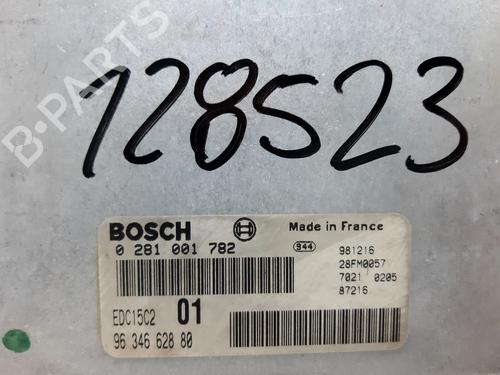 B-PARTS
128523
BOSCH Made in France
0 281 001 782 944 981216
28FM0057
7021 0205
EDC15C2 01 87216
96 346 628 80